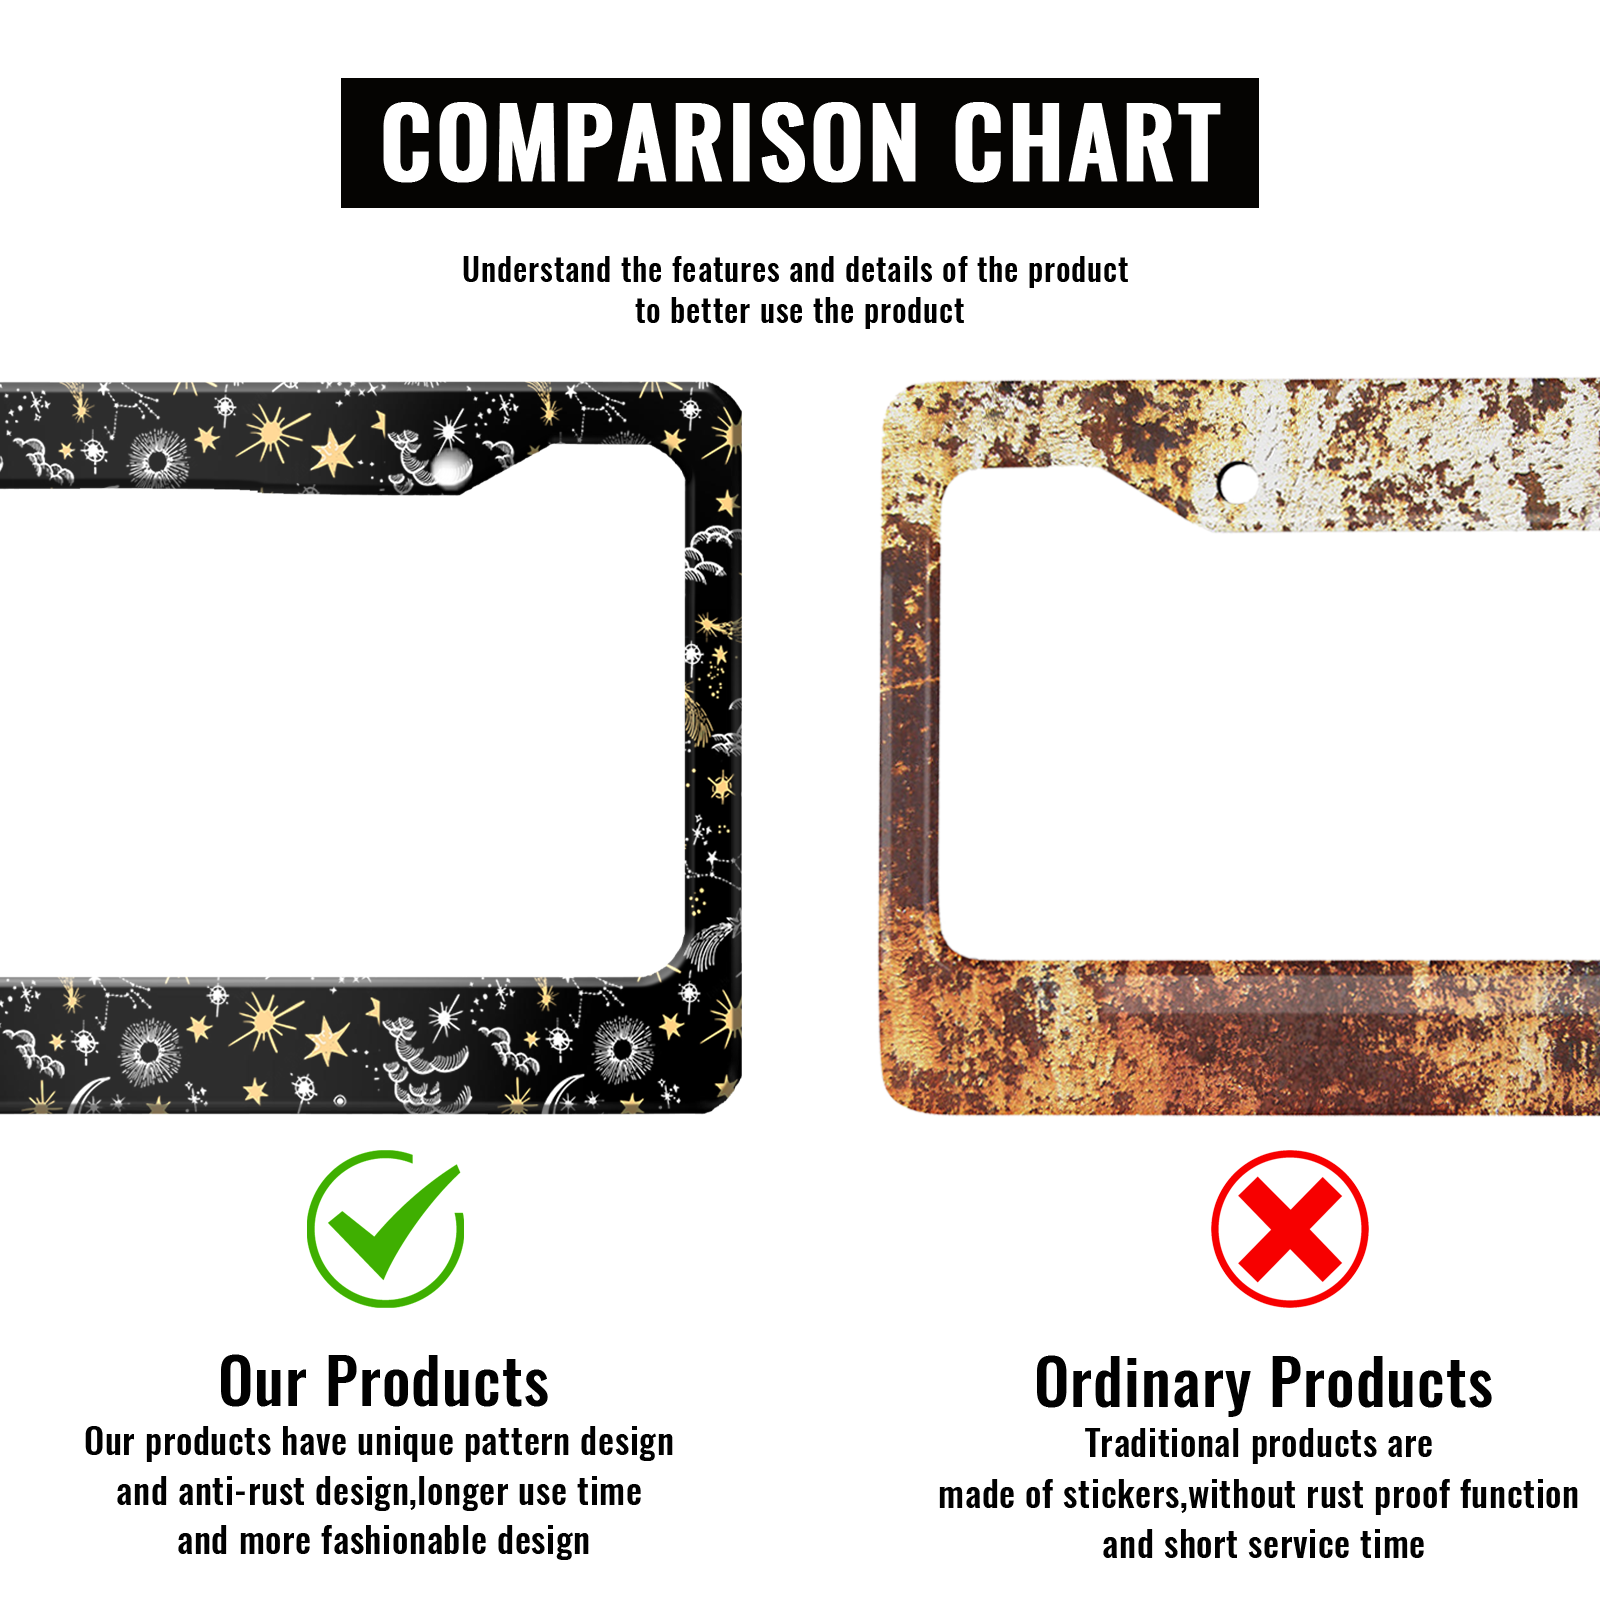 COMPARISON CHART
Understand the features and details of the product
to better use the product
Our Products
Our products have unique pattern design
and anti-rust design,longer use time
and more fashionable design
Ordinary Products
Traditional products are
made of stickers,without rust proof function
and short service time